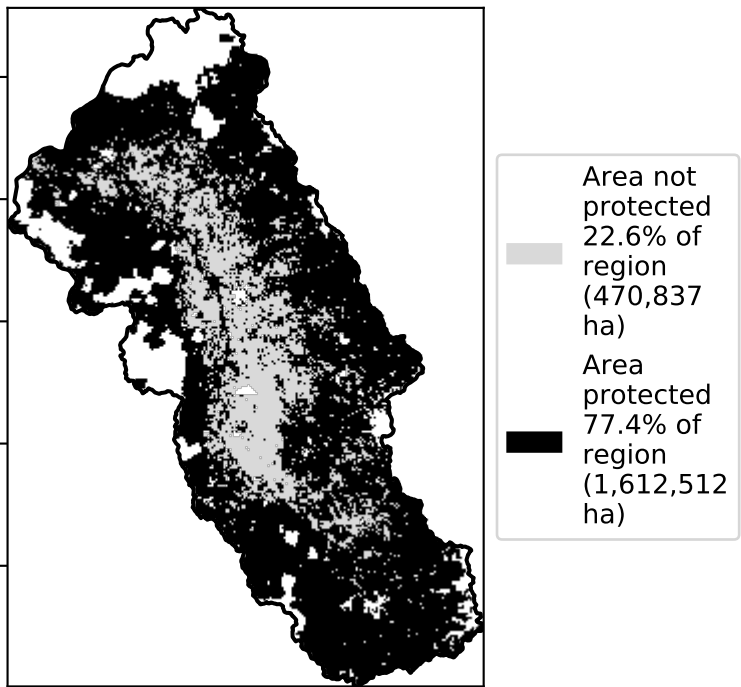 Area not
protected
22.6% of
region
(470,837
ha)
Area
protected
77.4% of
region
(1,612,512
ha)